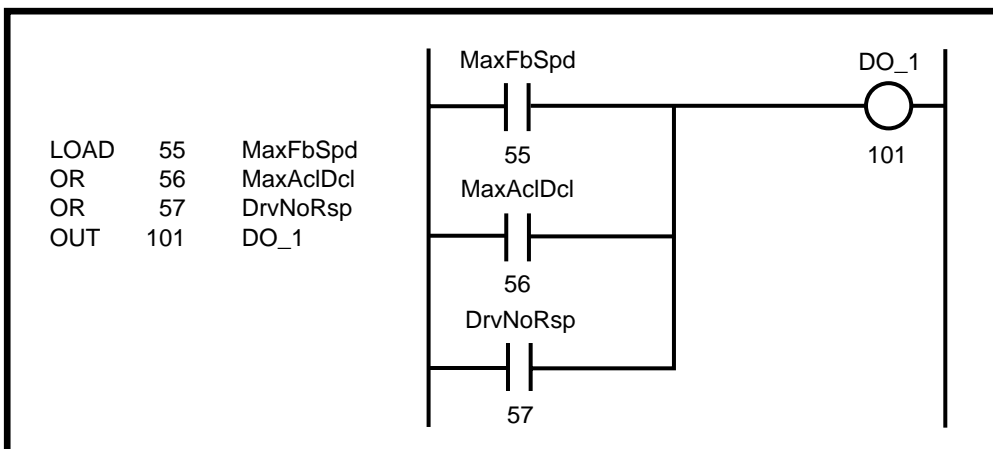 LOAD 55 MaxFbSpd
OR 56 MaxAclDcl
OR 57 DrvNoRsp
OUT 101 DO_1
MaxFbSpd
55
MaxAclDcl
56
DrvNoRsp
57
DO_1
101